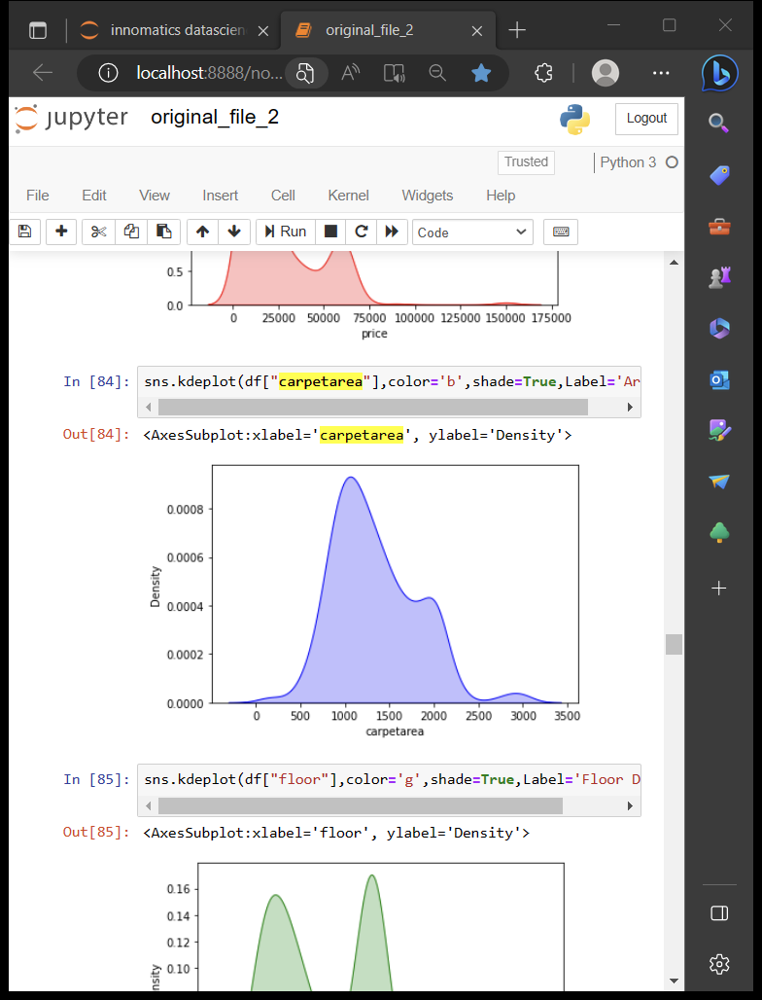 innomatics datascien
original_file_2
localhost:8888/no...
jupyter original_file_2
Logout
Trusted
Python 3
File Edit View Insert Cell Kernel Widgets Help
Run
Code
0.5
0.0
0 25000 50000 75000 100000 125000 150000 175000
price
In [84]: sns.kdeplot(df["carpetarea"],color='b',shade=True,Label='Ar
Out[84]: <AxesSubplot:xlabel='carpetarea', ylabel='Density'>
0.0008
0.0006
0.0004
0.0002
0.0000
Density
0 500 1000 1500 2000 2500 3000 3500
carpetarea
In [85]: sns.kdeplot(df["floor"],color='g',shade=True,Label='Floor D
Out[85]: <AxesSubplot:xlabel='floor', ylabel='Density'>
0.16
0.14
0.12
0.10
nsity